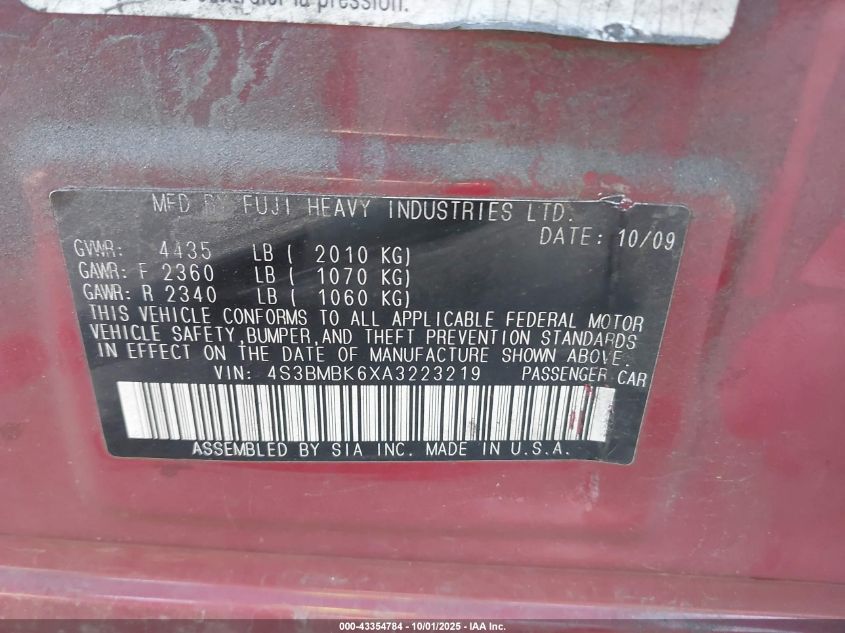 la pression.
MFD BY FUJI HEAVY INDUSTRIES LTD.
DATE: 10/09
GVWR: 4435 LB ( 2010 KG)
GAWR: F 2360 LB ( 1070 KG)
GAWR: R 2340 LB ( 1060 KG)
THIS VEHICLE CONFORMS TO ALL APPLICABLE FEDERAL MOTOR
VEHICLE SAFETY,BUMPER,AND THEFT PREVENTION STANDARDS
IN EFFECT ON THE DATE OF MANUFACTURE SHOWN ABOVE.
VIN: 4S3BMBK6XA3223219 PASSENGER CAR
ASSEMBLED BY SIA INC. MADE IN U.S.A.
000-43354784 - 10/01/2025 - IAA Inc.